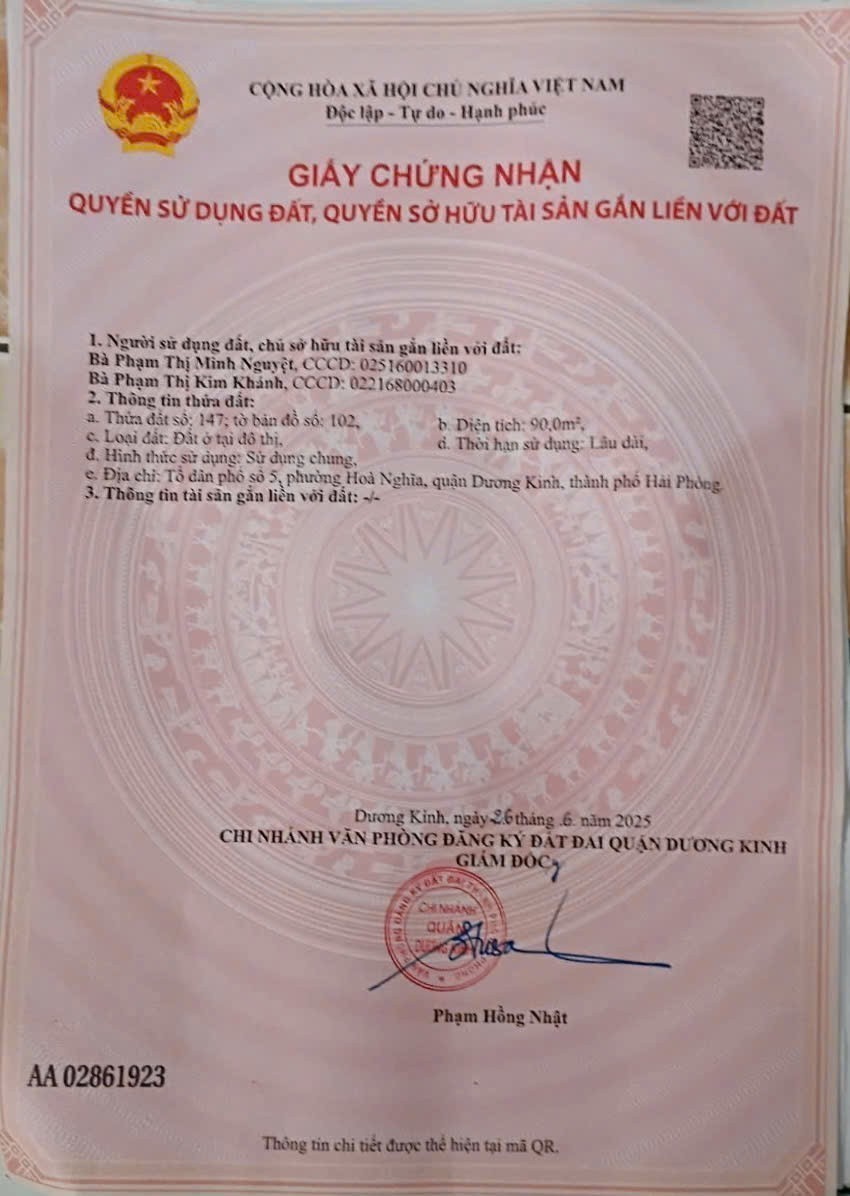 CỘNG HÒA XÃ HỘI CHỦ NGHĨA VIỆT NAM
Độc lập - Tự do - Hạnh phúc
GIẤY CHỨNG NHẬN
QUYỀN SỬ DỤNG ĐẤT, QUYỀN SỞ HỮU TÀI SẢN GẮN LIỀN VỚI ĐẤT
1. Người sử dụng đất, chủ sở hữu tài sản gắn liền với đất:
Bà Phạm Thị Minh Nguyệt, CCCD: 025160013310
Bà Phạm Thị Kim Khánh, CCCD: 022168000403
2. Thông tin thửa đất:
a. Thửa đất số: 147; tờ bản đồ số: 102, b. Diện tích: 90,0m²,
c. Loại đất: Đất ở tại đô thị, d. Thời hạn sử dụng: Lâu dài,
đ. Hình thức sử dụng: Sử dụng chung,
e. Địa chỉ: Tổ dân phố số 5, phường Hoà Nghĩa, quận Dương Kinh, thành phố Hải Phòng.
3. Thông tin tài sản gắn liền với đất: -/-
Dương Kinh, ngày 26 tháng .6. năm 2025
CHI NHÁNH VĂN PHÒNG ĐĂNG KÝ ĐẤT ĐAI QUẬN DƯƠNG KINH
GIÁM ĐỐC
CHI NHÁNH
QUẬN
Phạm Hồng Nhật
AA 02861923
Thông tin chi tiết được thể hiện tại mã QR.